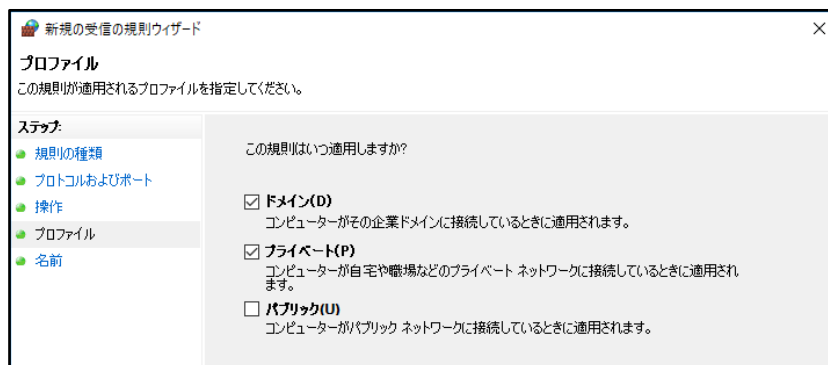 新規の受信の規則ウィザード
プロファイル
この規則が適用されるプロファイルを指定してください。
ステップ:
規則の種類
プロトコルおよびポート
操作
プロファイル
名前
この規則はいつ適用しますか?
ドメイン(D)
コンピューターがその企業ドメインに接続しているときに適用されます。
プライベート(P)
コンピューターが自宅や職場などのプライベート ネットワークに接続しているときに適用され
ます。
パブリック(U)
コンピューターがパブリック ネットワークに接続しているときに適用されます。